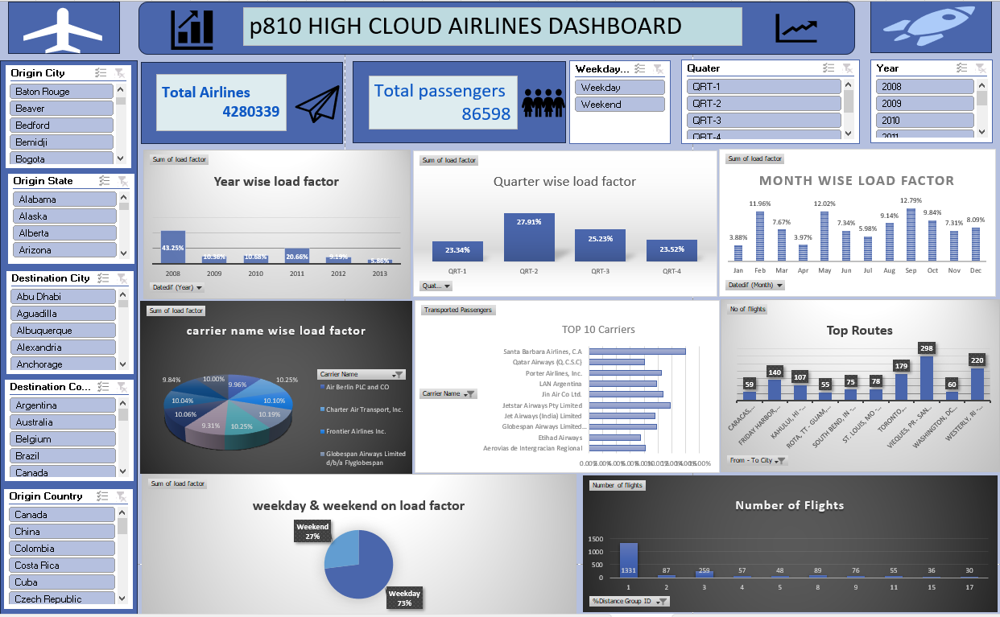 p810 HIGH CLOUD AIRLINES DASHBOARD
Origin City
Baton Rouge
Beaver
Bedford
Bemidji
Bogota
Origin State
Alabama
Alaska
Alberta
Arizona
Destination City
Abu Dhabi
Aguadilla
Albuquerque
Alexandria
Anchorage
Destination Co...
Argentina
Australia
Belgium
Brazil
Canada
Origin Country
Canada
China
Colombia
Costa Rica
Cuba
Czech Republic
Total Airlines
4280339
Total passengers
86598
Weekday...
Weekday
Weekend
Quater
QRT-1
QRT-2
QRT-3
QRT-4
Year
2008
2009
2010
2011
Sum of load factor
Year wise load factor
43.25% 10.36% 10.68% 20.66% 9.19% 5.86%
2008 2009 2010 2011 2012 2013
Datedif (Year)
Sum of load factor
Quarter wise load factor
23.34% 27.91% 25.23% 23.52%
QRT-1 QRT-2 QRT-3 QRT-4
Quat...
Sum of load factor
MONTH WISE LOAD FACTOR
3.88% 11.96% 7.67% 3.97% 12.02% 7.34% 5.98% 9.14% 12.79% 9.84% 7.31% 8.09%
Jan Feb Mar Apr May Jun Jul Aug Sep Oct Nov Dec
Datedif (Month)
Sum of load factor
carrier name wise load factor
9.84% 10.00% 9.96% 10.25%
10.04% 10.10%
10.06% 9.31% 10.25% 10.19%
Carrier Name
Air Berlin PLC and CO
Charter Air Transport, Inc.
Frontier Airlines Inc.
Globespan Airways Limited
d/b/a Flyglobespan
Transported Passengers
TOP 10 Carriers
Santa Barbara Airlines, C.A
Qatar Airways (Q.C.S.C)
Porter Airlines, Inc.
LAN Argentina
Jin Air Co Ltd.
Jetstar Airways Pty Limited
Jet Airways (India) Limited
Globespan Airways Limited...
Etihad Airways
Aerovias de Intergracian Regional
Carrier Name
No of flights
Top Routes
59 140 107 55 75 78 179 298 60 220
CARACAS,...
FRIDAY HARBOR,...
KAHULUI, HI -...
ROTA, TT - GUAM,...
SOUTH BEND, IN -...
ST. LOUIS, MO -...
TORONTO,...
VIEQUES, PR - SAN...
WASHINGTON, DC...
WESTERLY, RI -...
From - To City
Sum of load factor
weekday & weekend on load factor
Weekend
27%
Weekday
73%
Number of flights
Number of Flights
1500
1000
500
0
1331 87 259 57 48 89 76 55 36 30
1 2 3 4 5 8 9 11 15 17
%Distance Group ID